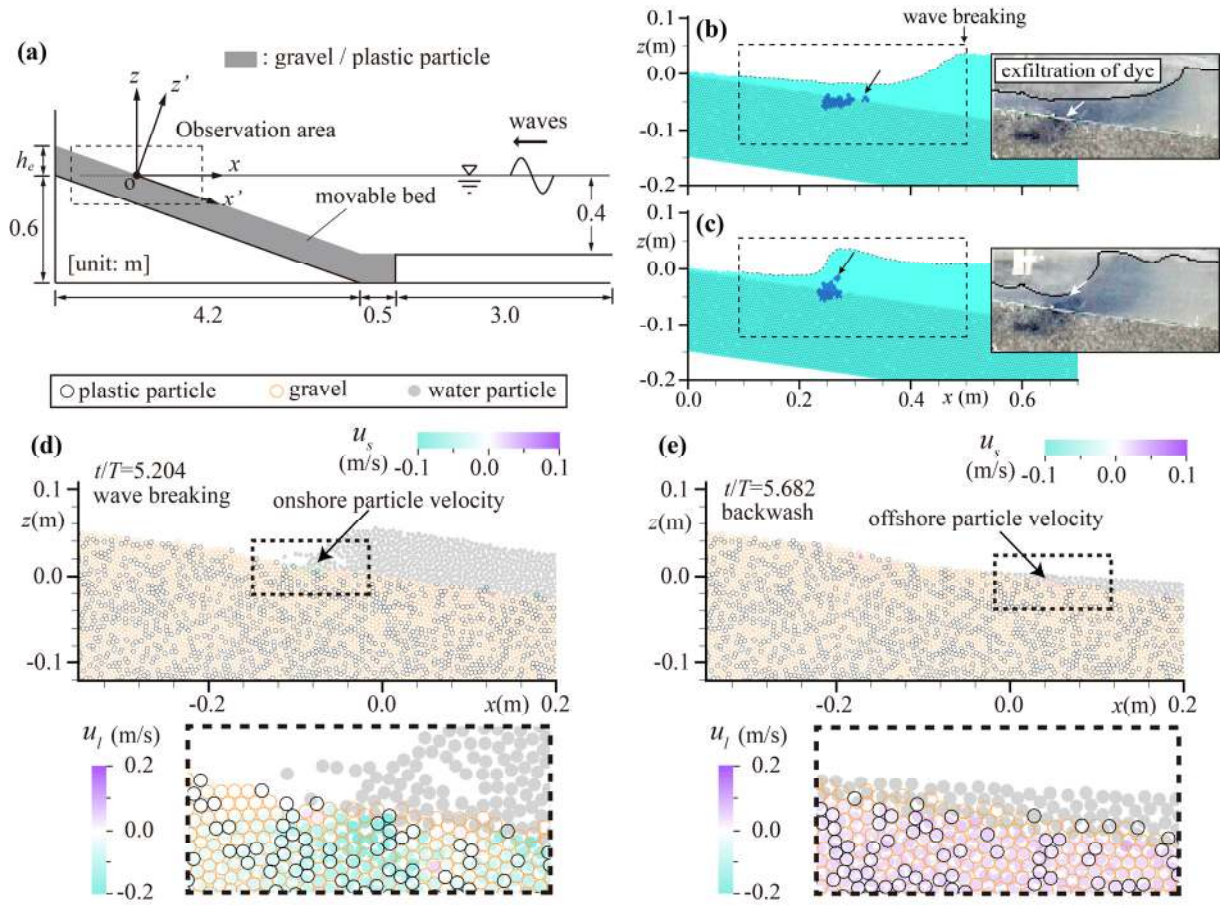 (a)
: gravel / plastic particle
z
z'
Observation area
waves
h_e
o
x
x'
movable bed
0.6
0.4
[unit: m]
4.2
0.5
3.0
(b)
wave breaking
0.1
z(m)
0.0
-0.1
-0.2
exfiltration of dye
(c)
0.1
z(m)
0.0
-0.1
-0.2
0.0
0.2
0.4
x (m)
0.6
plastic particle
gravel
water particle
(d)
u_s
(m/s)
-0.1
0.0
0.1
t/T=5.204
wave breaking
onshore particle velocity
0.1
z(m)
0.0
-0.1
-0.2
0.0
x(m)
0.2
u_l (m/s)
0.2
0.0
-0.2
(e)
u_s
(m/s)
-0.1
0.0
0.1
t/T=5.682
backwash
offshore particle velocity
0.1
z(m)
0.0
-0.1
-0.2
0.0
x(m)
0.2
u_l (m/s)
0.2
0.0
-0.2